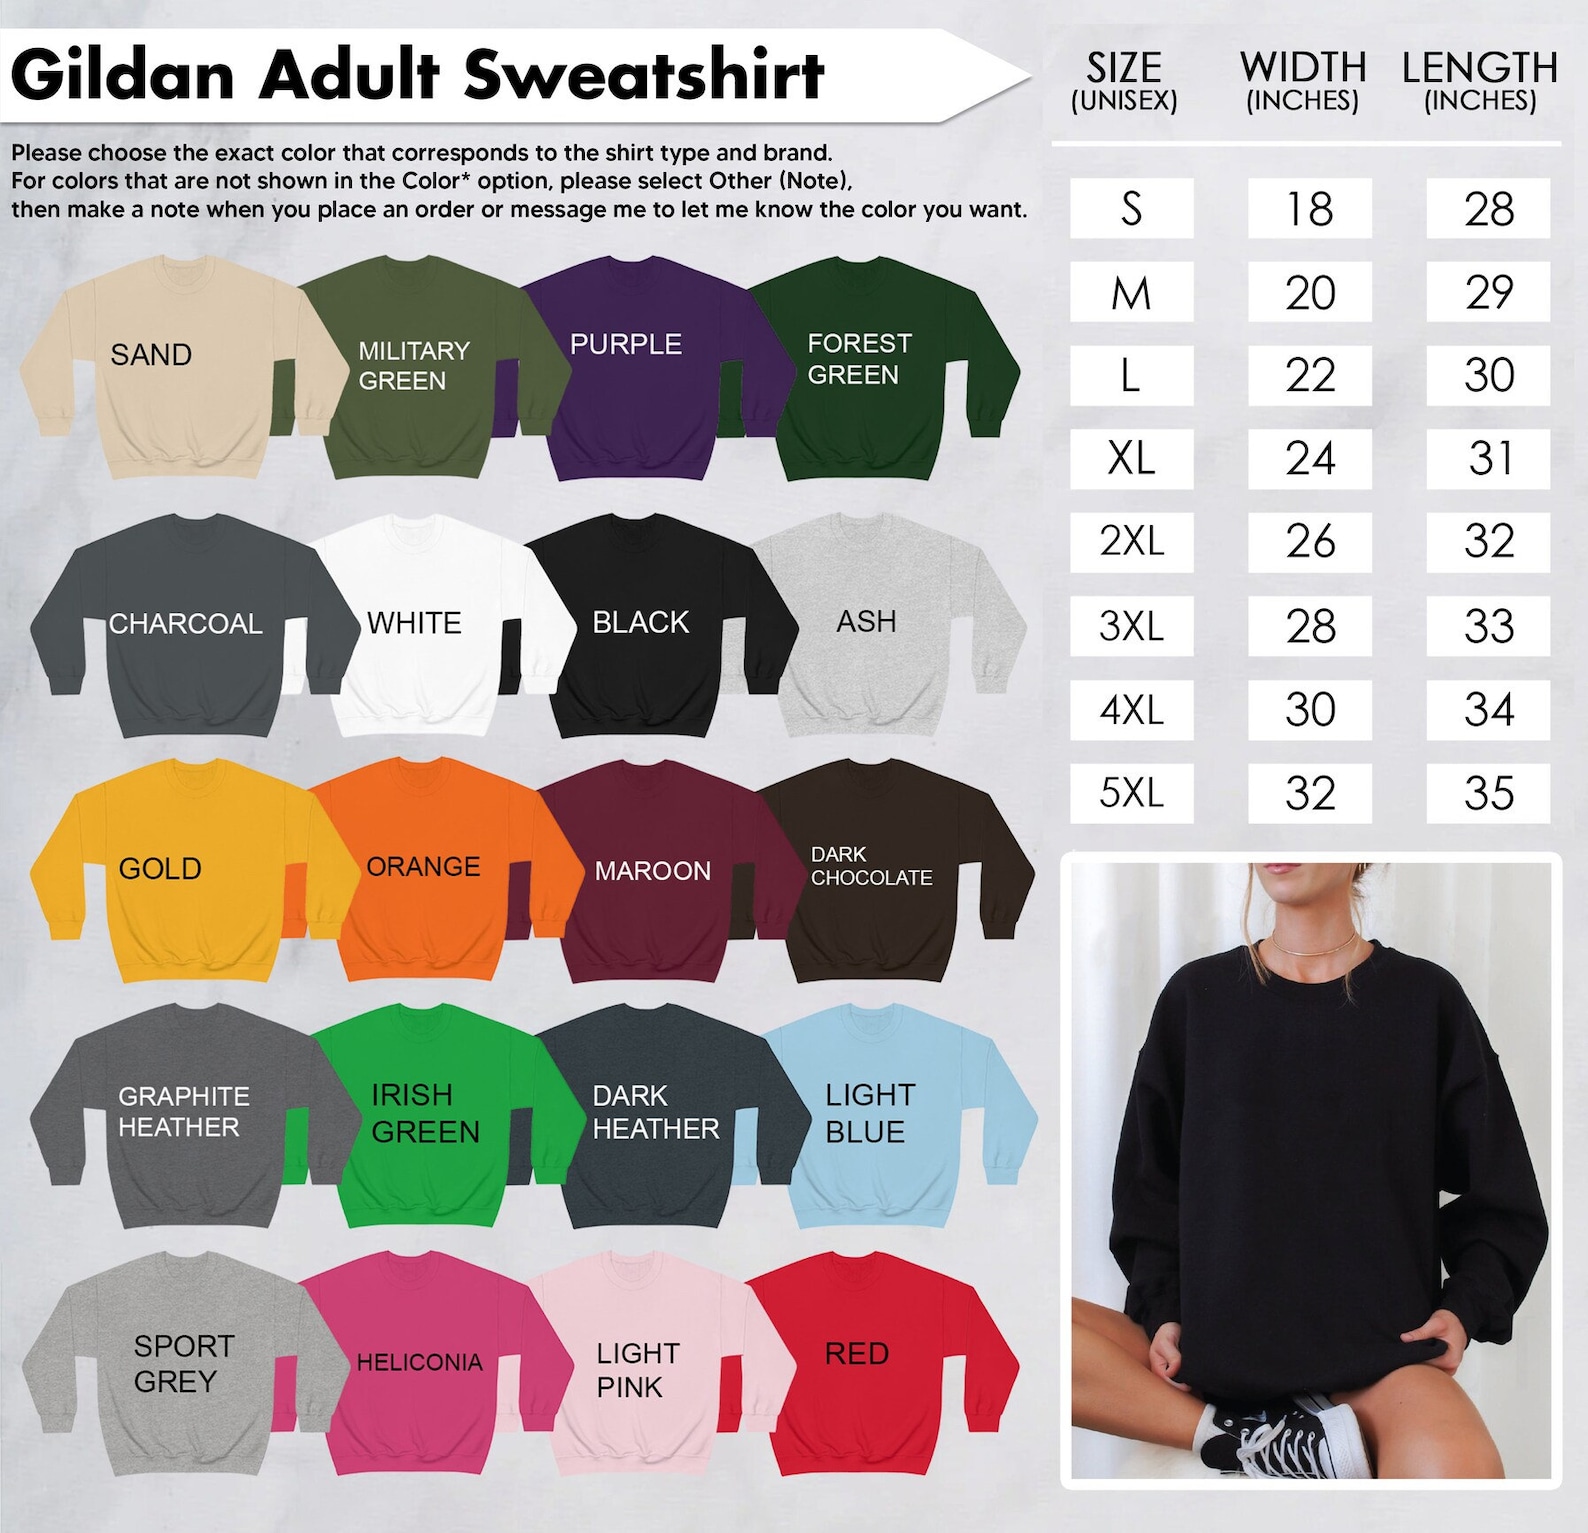 Gildan Adult Sweatshirt
Please choose the exact color that corresponds to the shirt type and brand.
For colors that are not shown in the Color* option, please select Other (Note),
then make a note when you place an order or message me to let me know the color you want.
SAND
MILITARY
GREEN
PURPLE
FOREST
GREEN
CHARCOAL
WHITE
BLACK
ASH
GOLD
ORANGE
MAROON
DARK
CHOCOLATE
GRAPHITE
HEATHER
IRISH
GREEN
DARK
HEATHER
LIGHT
BLUE
SPORT
GREY
HELICONIA
LIGHT
PINK
RED
SIZE WIDTH LENGTH
(UNISEX) (INCHES) (INCHES)
S 18 28
M 20 29
L 22 30
XL 24 31
2XL 26 32
3XL 28 33
4XL 30 34
5XL 32 35